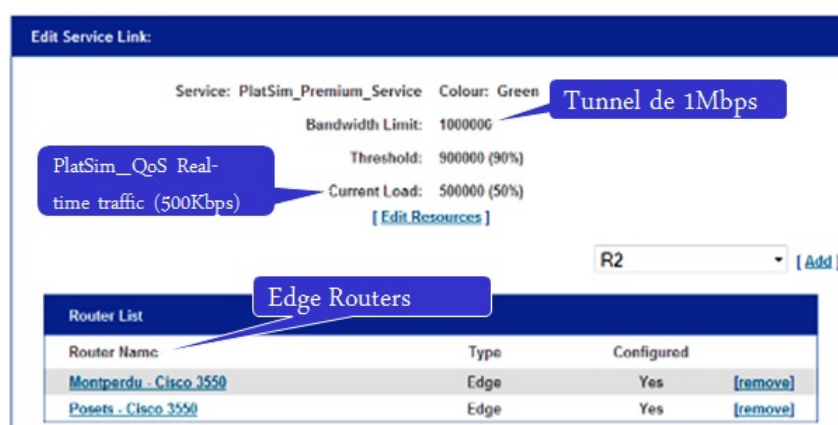 Edit Service Link:
Service: PlatSim_Premium_Service Colour: Green
Tunnel de 1Mbps
Bandwidth Limit: 1000000
Threshold: 900000 (90%)
PlatSim_QoS Real-
time traffic (500Kbps)
Current Load: 500000 (50%)
[ Edit Resources ]
R2 [ Add ]
Edge Routers
Router List
Router Name Type Configured
Montperdu - Cisco 3550 Edge Yes [remove]
Posets - Cisco 3550 Edge Yes [remove]